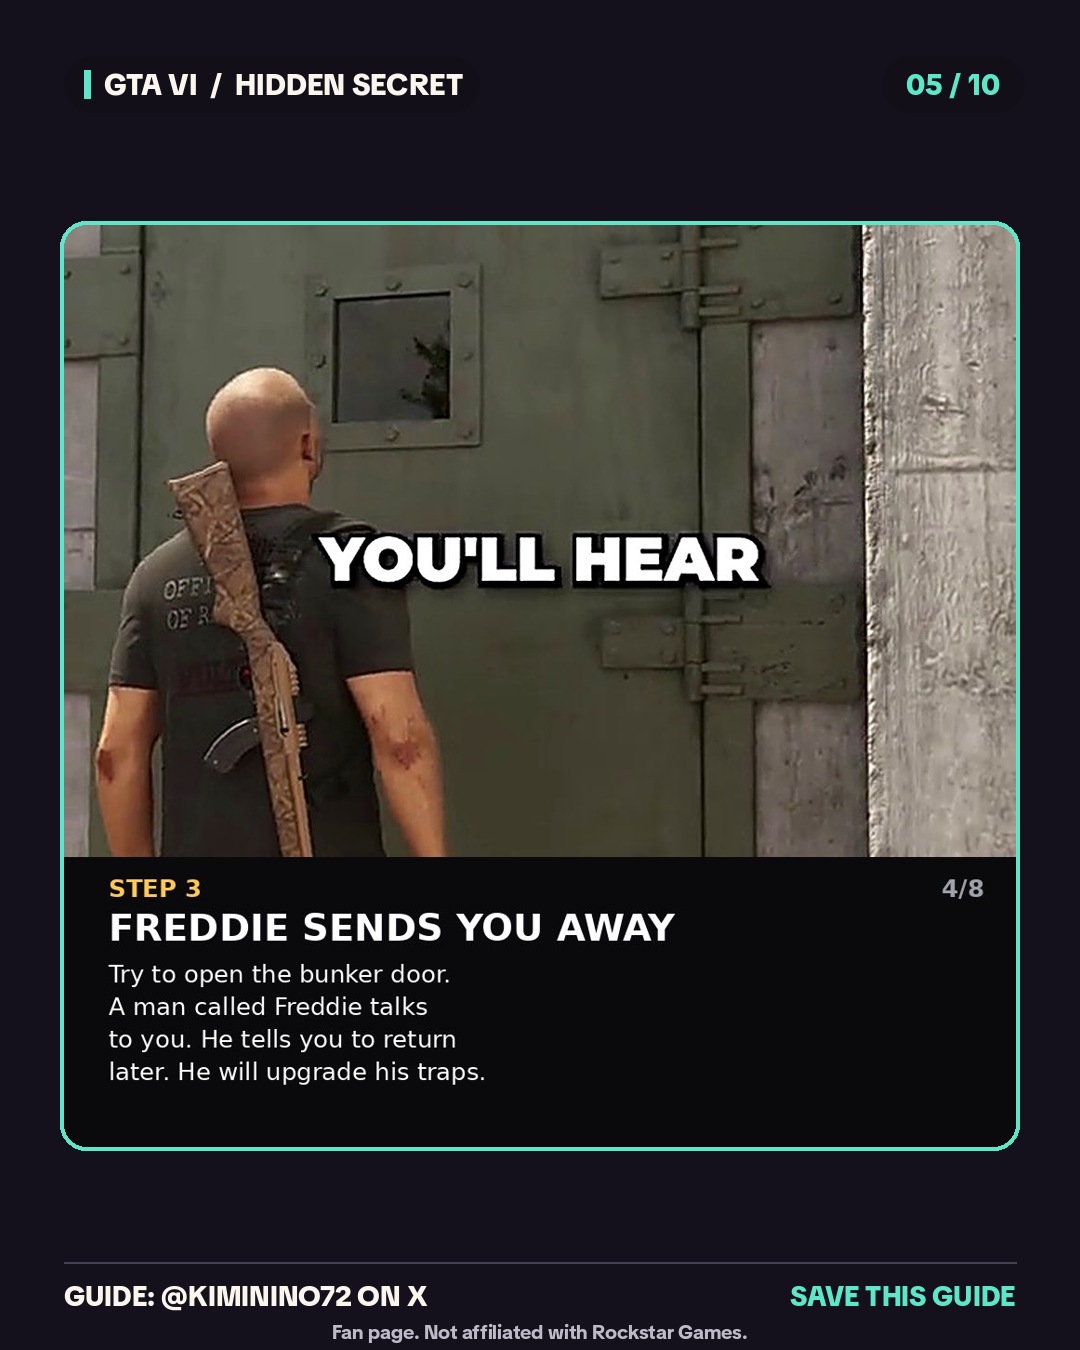 GTA VI / HIDDEN SECRET
05 / 10
YOU'LL HEAR
STEP 3
4/8
FREDDIE SENDS YOU AWAY
Try to open the bunker door.
A man called Freddie talks
to you. He tells you to return
later. He will upgrade his traps.
GUIDE: @KIMININO72 ON X
SAVE THIS GUIDE
Fan page. Not affiliated with Rockstar Games.